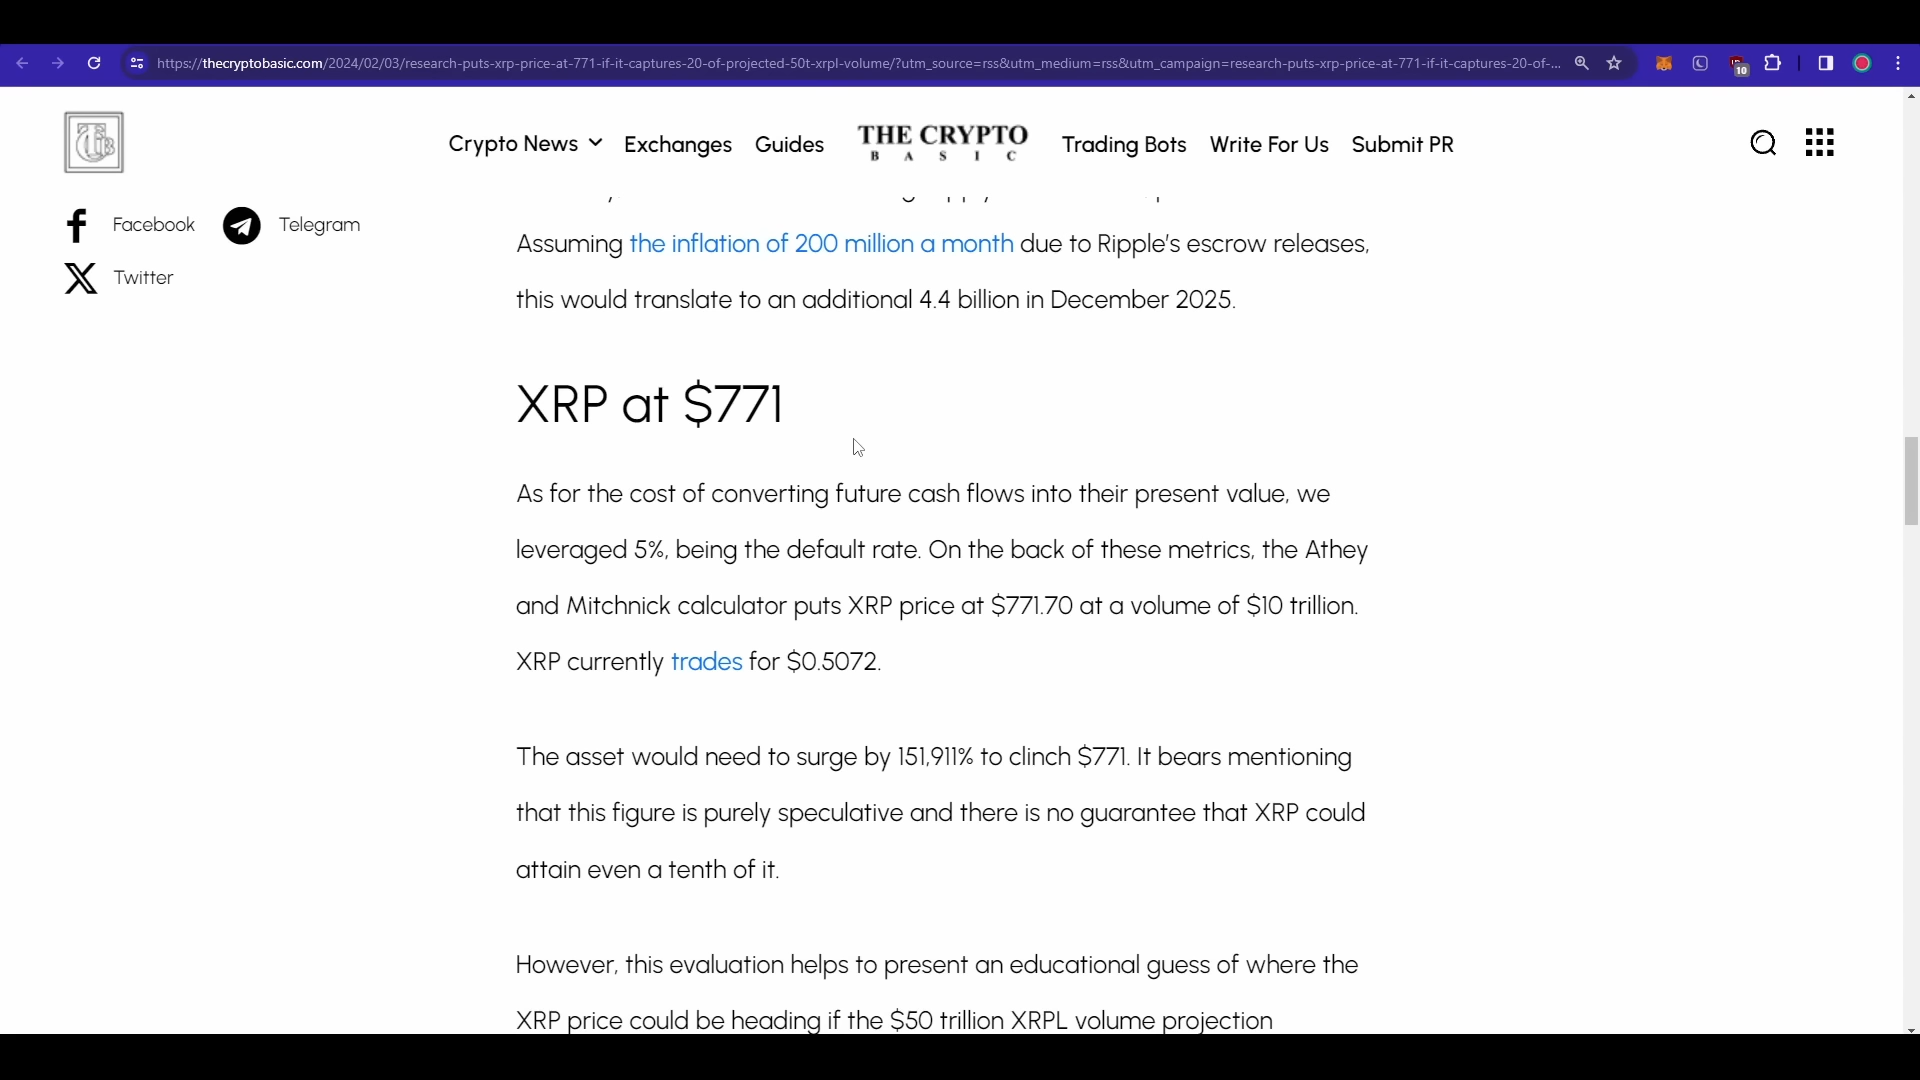 https://thecryptobasic.com/2024/02/03/research-puts-xrp-price-at-771-if-it-captures-20-of-projected-50t-xrpl-volume/?utm_source=rss&utm_medium=rss&utm_campaign=research-puts-xrp-price-at-771-if-it-captures-20-of-...
10
Crypto News
Exchanges
Guides
THE CRYPTO
BASIC
Trading Bots
Write For Us
Submit PR
Facebook
Telegram
Twitter
Assuming the inflation of 200 million a month due to Ripple's escrow releases,
this would translate to an additional 4.4 billion in December 2025.
XRP at $771
As for the cost of converting future cash flows into their present value, we
leveraged 5%, being the default rate. On the back of these metrics, the Athey
and Mitchnick calculator puts XRP price at $771.70 at a volume of $10 trillion.
XRP currently trades for $0.5072.
The asset would need to surge by 151,911% to clinch $771. It bears mentioning
that this figure is purely speculative and there is no guarantee that XRP could
attain even a tenth of it.
However, this evaluation helps to present an educational guess of where the
XRP price could be heading if the $50 trillion XRPL volume projection